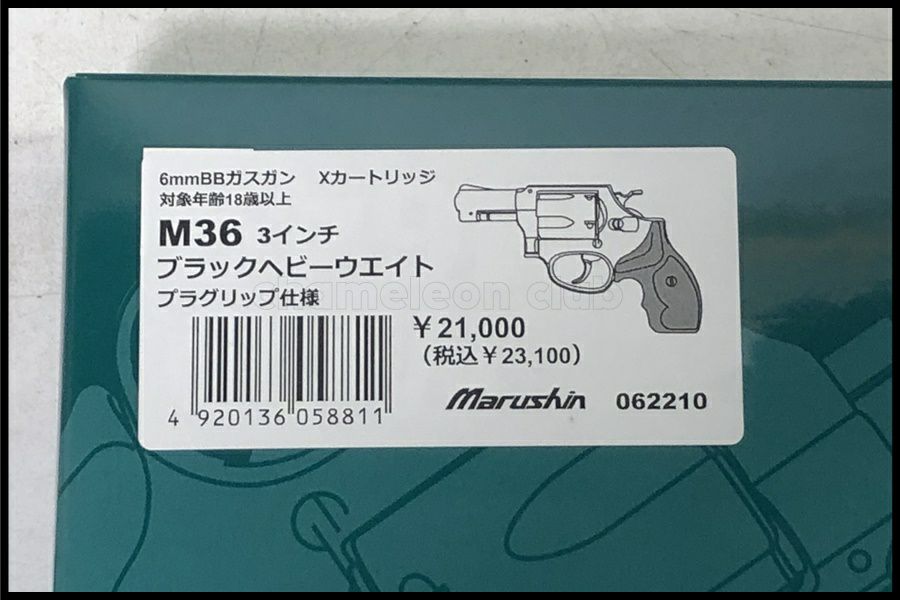 6mmBBガスガン　Xカートリッジ
対象年齢18歳以上
M36 3インチ
ブラックヘビーウエイト
プラグリップ仕様
chameleon club
￥21,000
（税込￥23,100）
4 920136 058811
Marushin 062210